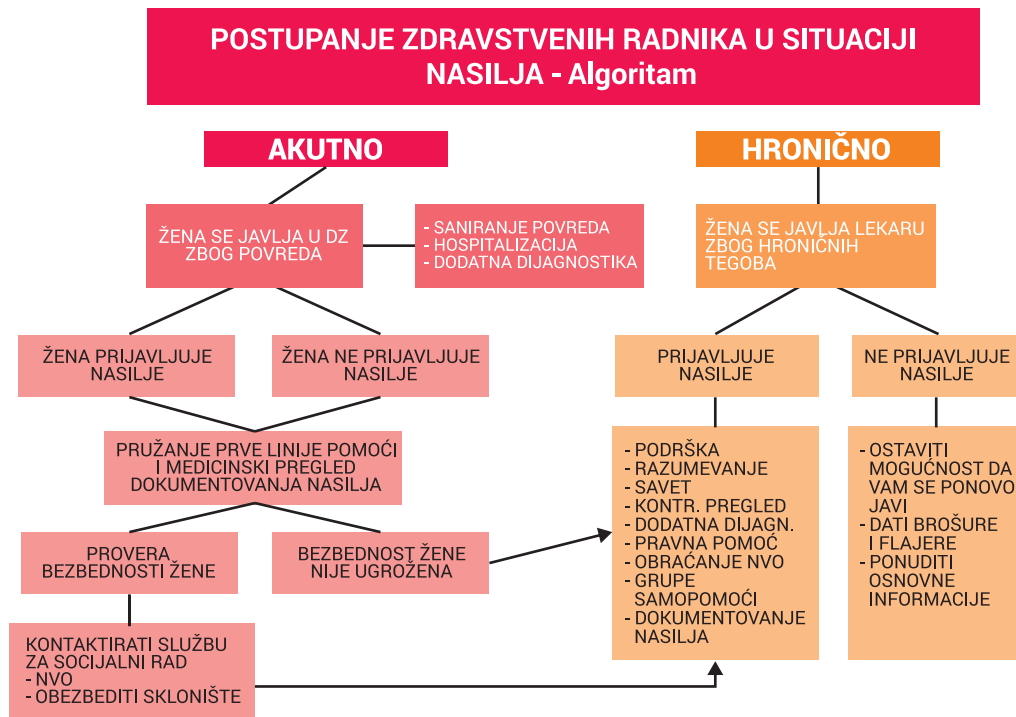 POSTUPANJE ZDRAVSTVENIH RADNIKA U SITUACIJI
NASILJA - Algoritam
AKUTNO
ŽENA SE JAVLJA U DZ
ZBOG POVREDA
- SANIRANJE POVREDA
- HOSPITALIZACIJA
- DODATNA DIJAGNOSTIKA
ŽENA PRIJAVLJUJE
NASILJE
ŽENA NE PRIJAVLJUJE
NASILJE
PRUŽANJE PRVE LINIJE POMOĆI
I MEDICINSKI PREGLED
DOKUMENTOVANJA NASILJA
PROVERA
BEZBEDNOSTI ŽENE
BEZBEDNOST ŽENE
NIJE UGROŽENA
KONTAKTIRATI SLUŽBU
ZA SOCIJALNI RAD
- NVO
- OBEZBEDITI SKLONIŠTE
HRONIČNO
ŽENA SE JAVLJA LEKARU
ZBOG HRONIČNIH
TEGOBA
PRIJAVLJUJE
NASILJE
NE PRIJAVLJUJE
NASILJE
- PODRŠKA
- RAZUMEVANJE
- SAVET
- KONTR. PREGLED
- DODATNA DIJAGN.
- PRAVNA POMOĆ
- OBRAĆANJE NVO
- GRUPE
SAMOPOMOĆI
- DOKUMENTOVANJE
NASILJA
- OSTAVITI
MOGUĆNOST DA
VAM SE PONOVO
JAVI
- DATI BROŠURE
I FLAJERE
- PONUDITI
OSNOVNE
INFORMACIJE